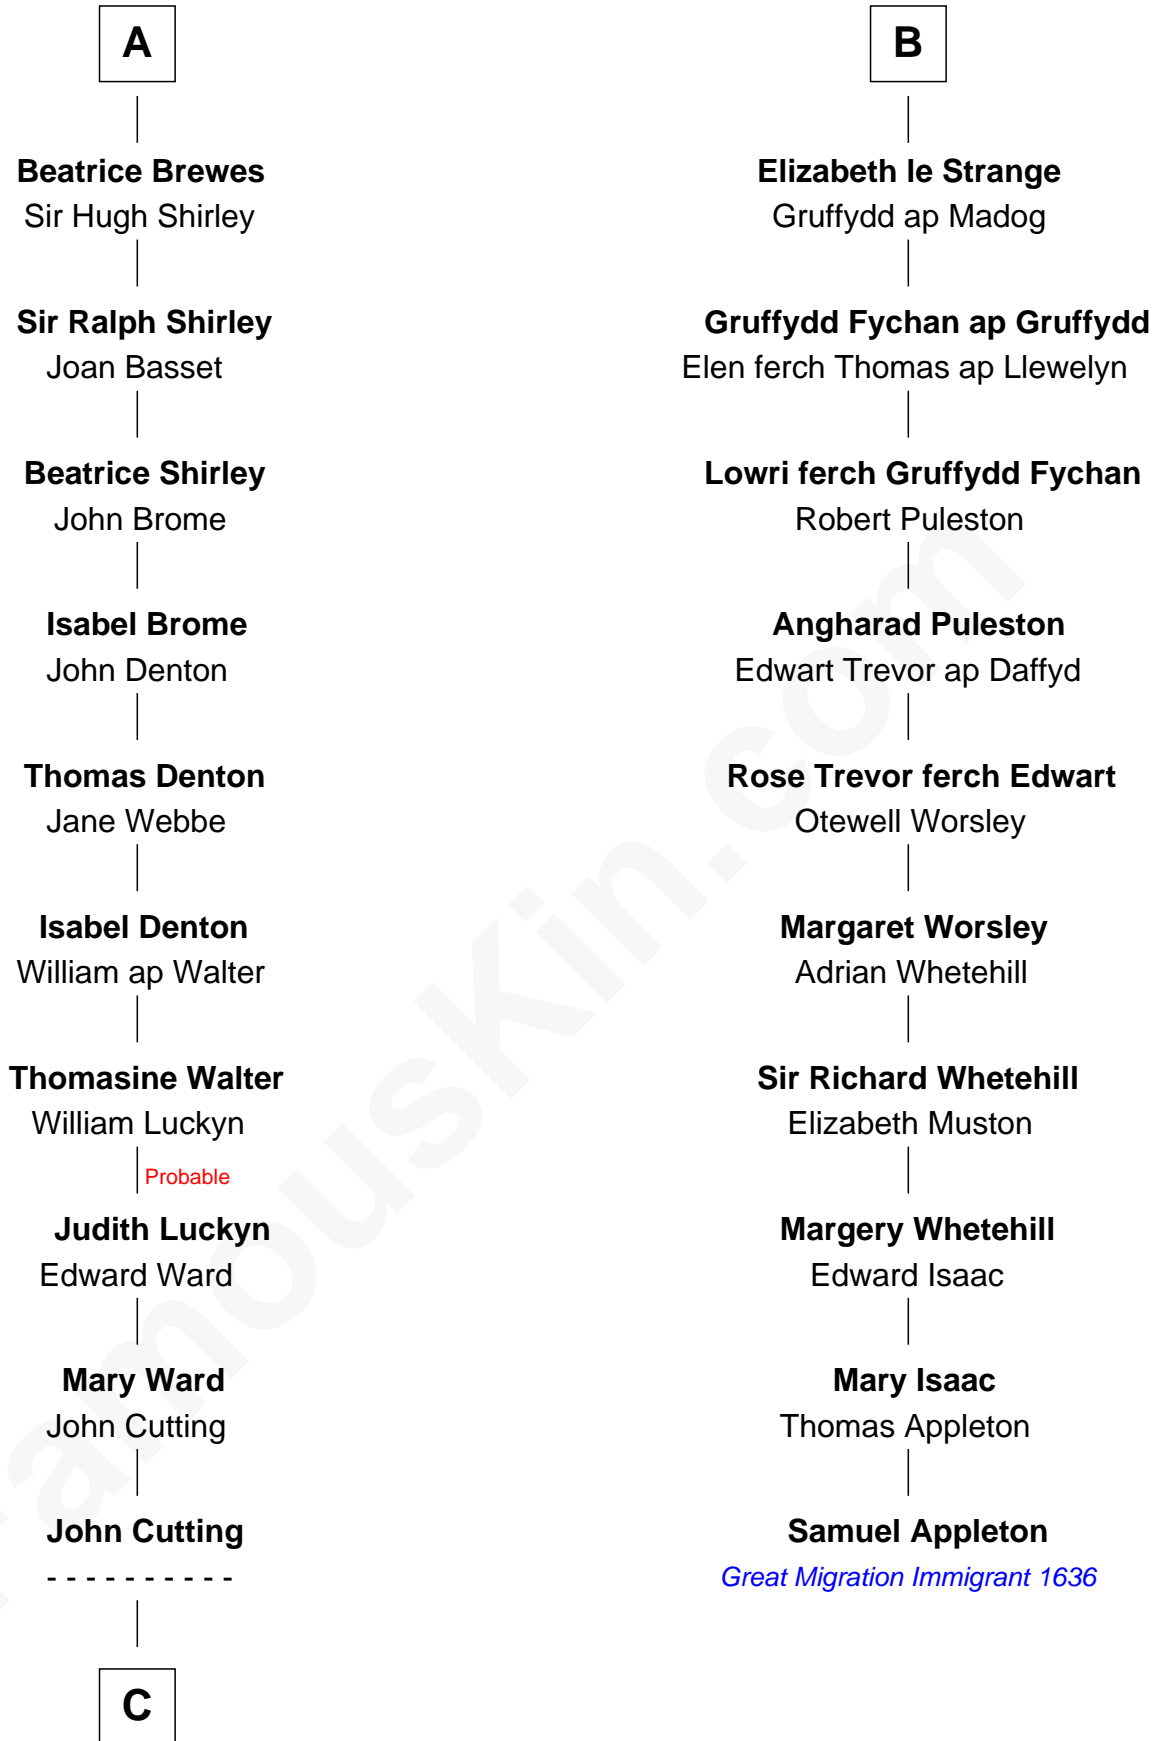 A
Beatrice Brewes
Sir Hugh Shirley
Sir Ralph Shirley
Joan Basset
Beatrice Shirley
John Brome
Isabel Brome
John Denton
Thomas Denton
Jane Webbe
Isabel Denton
William ap Walter
Thomasine Walter
William Luckyn
Probable
Judith Luckyn
Edward Ward
Mary Ward
John Cutting
John Cutting
- - - - - - - - - -
C
B
Elizabeth le Strange
Gruffydd ap Madog
Gruffydd Fychan ap Gruffydd
Elen ferch Thomas ap Llewelyn
Lowri ferch Gruffydd Fychan
Robert Puleston
Angharad Puleston
Edwart Trevor ap Daffyd
Rose Trevor ferch Edwart
Otewell Worsley
Margaret Worsley
Adrian Whetehill
Sir Richard Whetehill
Elizabeth Muston
Margery Whetehill
Edward Isaac
Mary Isaac
Thomas Appleton
Samuel Appleton
Great Migration Immigrant 1636
FamousKin.com